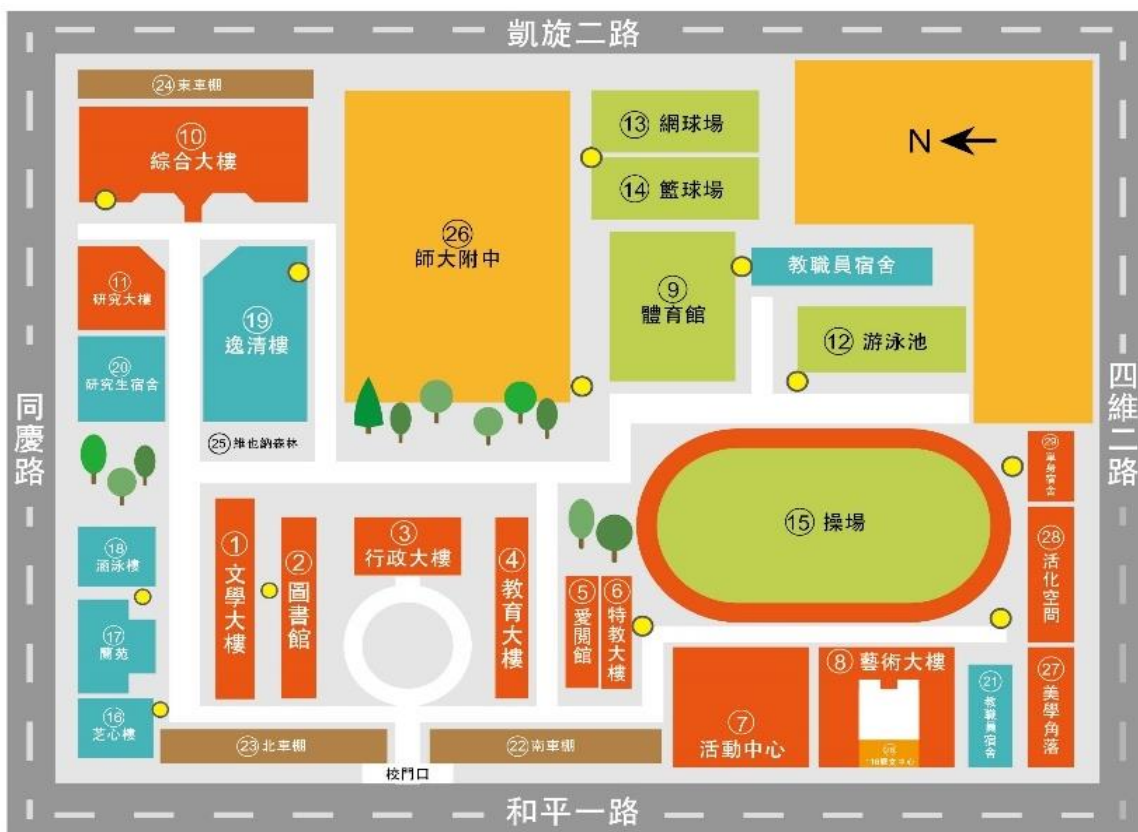 凱旋二路
㉔東車棚
⑩
綜合大樓
⑬ 網球場
⑭ 籃球場
N
㉖
師大附中
⑪
研究大樓
⑲
逸清樓
⑨
體育館
教職員宿舍
⑫ 游泳池
⑳
研究生宿舍
㉕維也納森林
同慶路
四維二路
㉙
單身宿舍
⑮ 操場
㉘
活化空間
⑱
涵泳樓
①
文學大樓
②
圖書館
③
行政大樓
④
教育大樓
⑤
愛閱館
⑥
特教大樓
⑰
蘭苑
⑯
芝心樓
⑦
活動中心
⑧ 藝術大樓
㉑
教職員宿舍
㉗
美學角落
㉓北車棚
㉒南車棚
校門口
和平一路